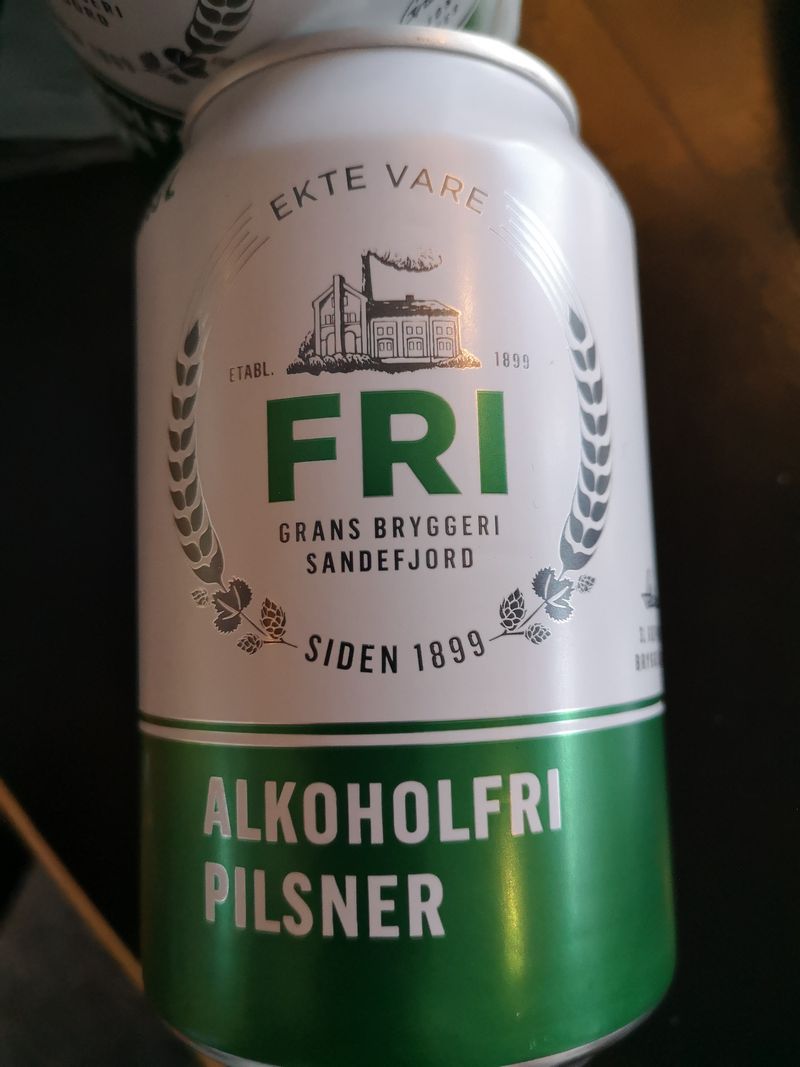 EKTE VARE
ETABL. 1899
FRI
GRANS BRYGGERI
SANDEFJORD
SIDEN 1899
ALKOHOLFRI
PILSNER